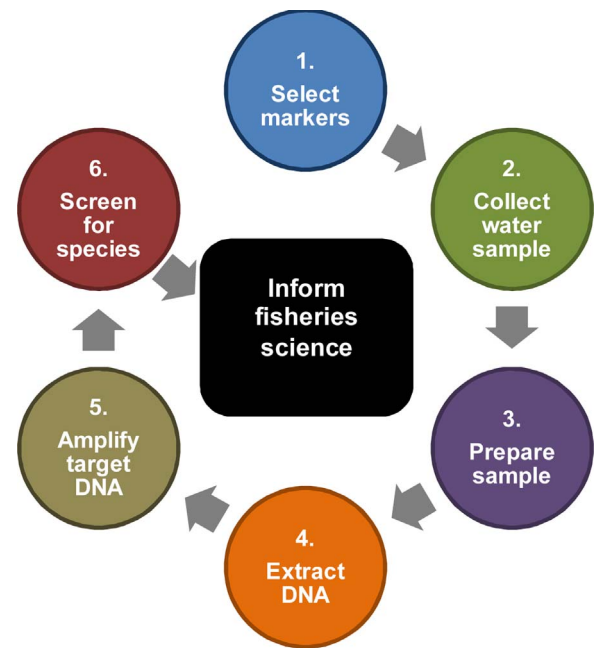 1.
Select
markers
2.
Collect
water
sample
3.
Prepare
sample
4.
Extract
DNA
5.
Amplify
target
DNA
6.
Screen
for
species
Inform
fisheries
science